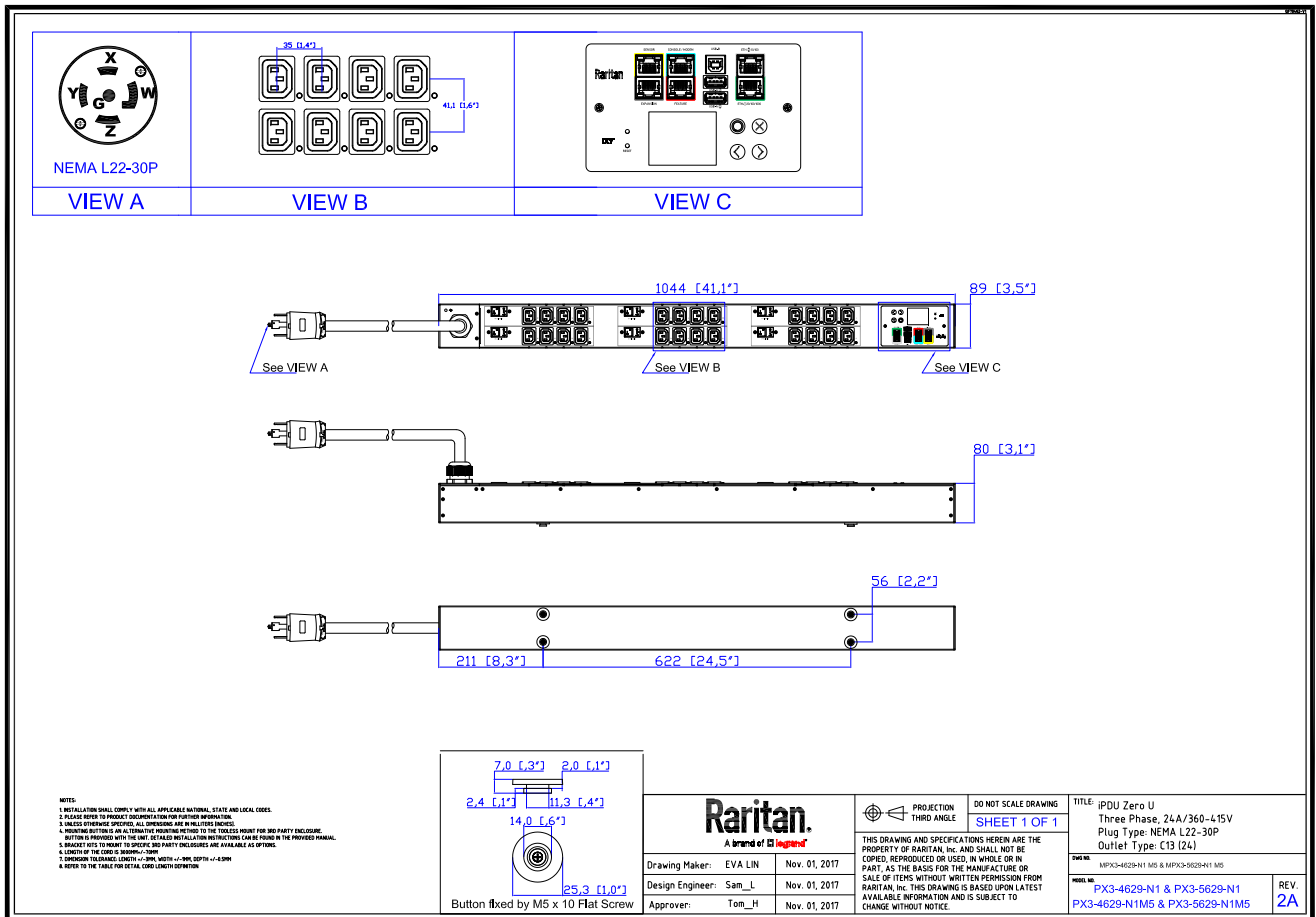 X
Y
W
G
Z
NEMA L22-30P
VIEW A
35 [1,4"]
41,1 [1,6"]
VIEW B
Raritan
SENSOR
CONSOLE / MODEM
EXPANSION
FEATURE
RESET
VIEW C
1044 [41,1"]
89 [3,5"]
See VIEW A
See VIEW B
See VIEW C
80 [3,1"]
56 [2,2"]
211 [8,3"]
622 [24,5"]
7,0 [,3"]
2,0 [,1"]
2,4 [,1"]
11,3 [,4"]
14,0 [,6"]
25,3 [1,0"]
Button fixed by M5 x 10 Flat Screw
NOTES:
1. INSTALLATION SHALL COMPLY WITH ALL APPLICABLE NATIONAL, STATE AND LOCAL CODES.
2. PLEASE REFER TO PRODUCT DOCUMENTATION FOR FURTHER INFORMATION.
3. UNLESS OTHERWISE SPECIFIED, ALL DIMENSIONS ARE IN MILLITERS [INCHES].
4. MOUNTING BUTTON IS AN ALTERNATIVE MOUNTING METHOD TO THE TOOLESS MOUNT FOR 3RD PARTY ENCLOSURE.
BUTTON IS PROVIDED WITH THE UNIT. DETAILED INSTALLATION INSTRUCTIONS CAN BE FOUND IN THE PROVIDED MANUAL.
5. BRACKET KITS TO MOUNT TO SPECIFIC 3RD PARTY ENCLOSURES ARE AVAILABLE AS OPTIONS.
6. LENGTH OF THE CORD IS 3000MM+/-70MM
7. DIMENSION TOLERANCE: LENGTH +/-3MM, WIDTH +/-1MM, DEPTH +/-0.5MM
8. REFER TO THE TABLE FOR DETAIL CORD LENGTH DEFINITION
Raritan.
A brand of legrand
Drawing Maker: EVA LIN Nov. 01, 2017
Design Engineer: Sam_L Nov. 01, 2017
Approver: Tom_H Nov. 01, 2017
PROJECTION
THIRD ANGLE
DO NOT SCALE DRAWING
SHEET 1 OF 1
THIS DRAWING AND SPECIFICATIONS HEREIN ARE THE
PROPERTY OF RARITAN, Inc. AND SHALL NOT BE
COPIED, REPRODUCED OR USED, IN WHOLE OR IN
PART, AS THE BASIS FOR THE MANUFACTURE OR
SALE OF ITEMS WITHOUT WRITTEN PERMISSION FROM
RARITAN, Inc. THIS DRAWING IS BASED UPON LATEST
AVAILABLE INFORMATION AND IS SUBJECT TO
CHANGE WITHOUT NOTICE.
TITLE: iPDU Zero U
Three Phase, 24A/360-415V
Plug Type: NEMA L22-30P
Outlet Type: C13 (24)
DWG NO.
MPX3-4629-N1 M5 & MPX3-5629-N1 M5
MODEL NO.
PX3-4629-N1 & PX3-5629-N1
PX3-4629-N1M5 & PX3-5629-N1M5
REV.
2A